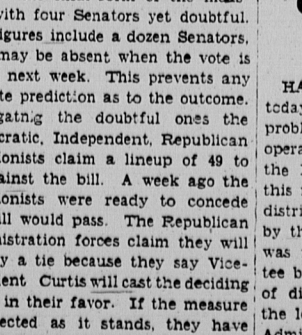 with four Senators yet doubtful.
igures include a dozen Senators,
may be absent when the vote is
next week. This prevents any
te prediction as to the outcome.
gatnig the doubtful ones the
cratic, Independent, Republican
onists claim a lineup of 49 to
ainst the bill. A week ago the
onists were ready to concede
ill would pass. The Republican
istration forces claim they will
y a tie because they say Vice-
ent Curtis will cast the deciding
in their favor. If the measure
ected as it stands, they have
HA
today
probl
opera
the
this
distri
by th
was
tee b
of di
the I